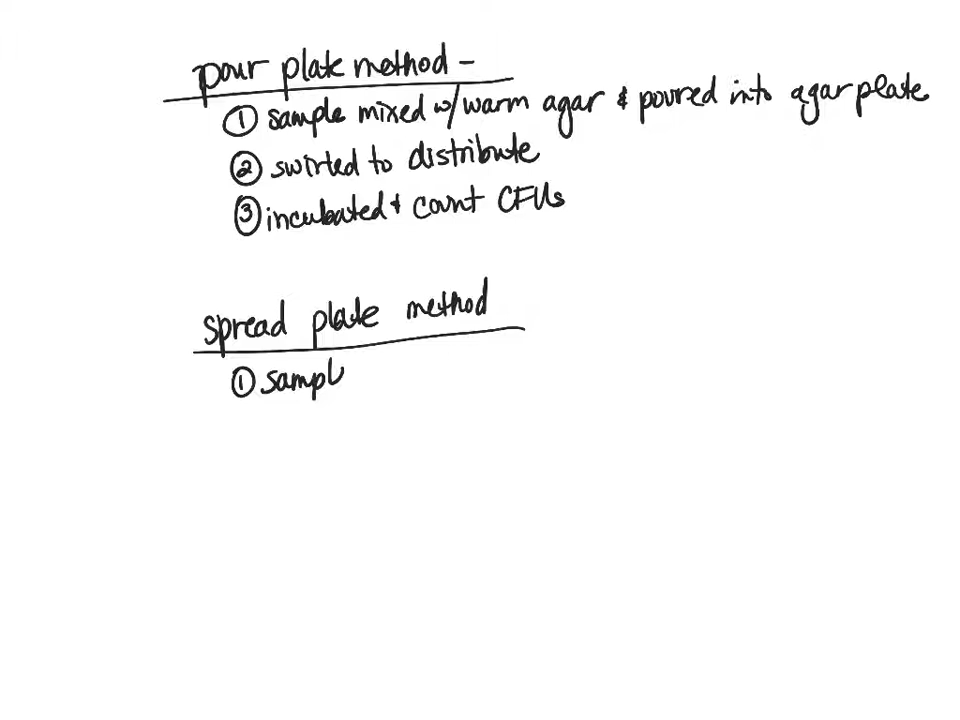 pour plate method -
① sample mixed w/ warm agar & poured into agar plate
② swirled to distribute
③ incubated & count CFUs
spread plate method
① sampl